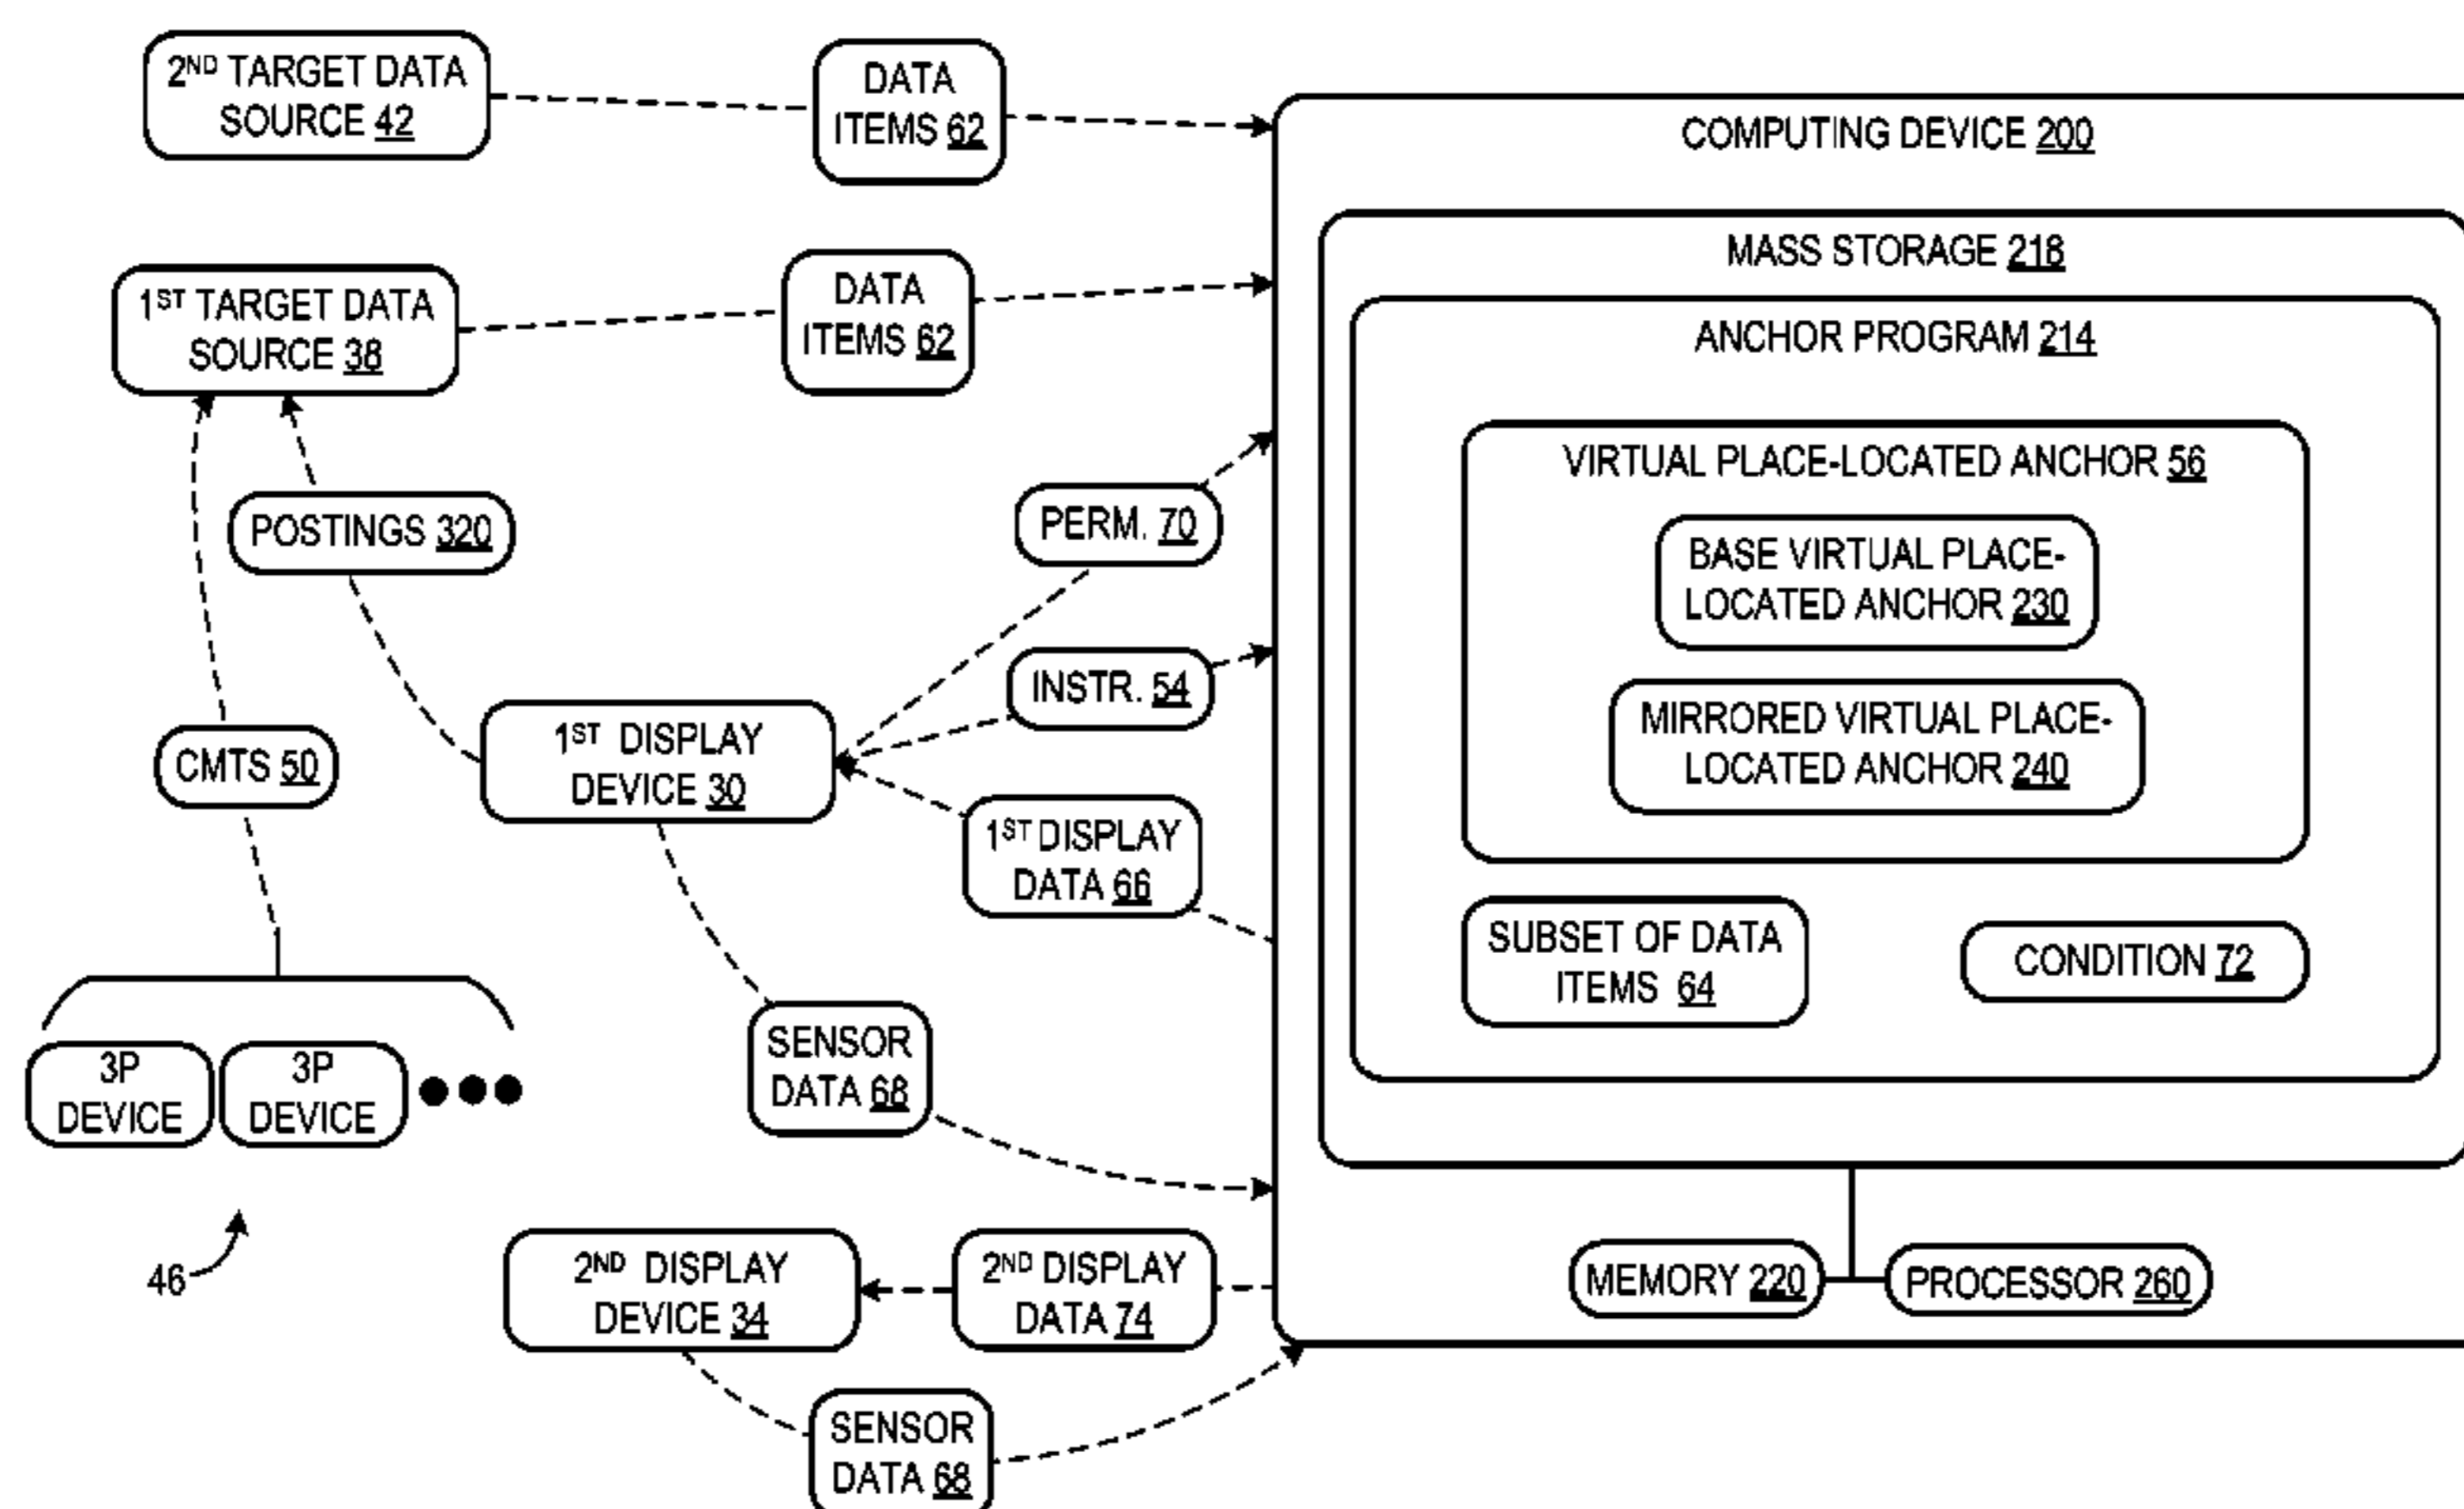 2ND TARGET DATA
SOURCE 42
DATA
ITEMS 62
COMPUTING DEVICE 200
MASS STORAGE 218
1ST TARGET DATA
SOURCE 38
DATA
ITEMS 62
ANCHOR PROGRAM 214
VIRTUAL PLACE-LOCATED ANCHOR 56
POSTINGS 320
PERM. 70
BASE VIRTUAL PLACE-
LOCATED ANCHOR 230
INSTR. 54
MIRRORED VIRTUAL PLACE-
LOCATED ANCHOR 240
CMTS 50
1ST DISPLAY
DEVICE 30
1ST DISPLAY
DATA 66
SUBSET OF DATA
ITEMS 64
CONDITION 72
3P
DEVICE
3P
DEVICE
SENSOR
DATA 68
46
2ND DISPLAY
DEVICE 34
2ND DISPLAY
DATA 74
MEMORY 220
PROCESSOR 260
SENSOR
DATA 68